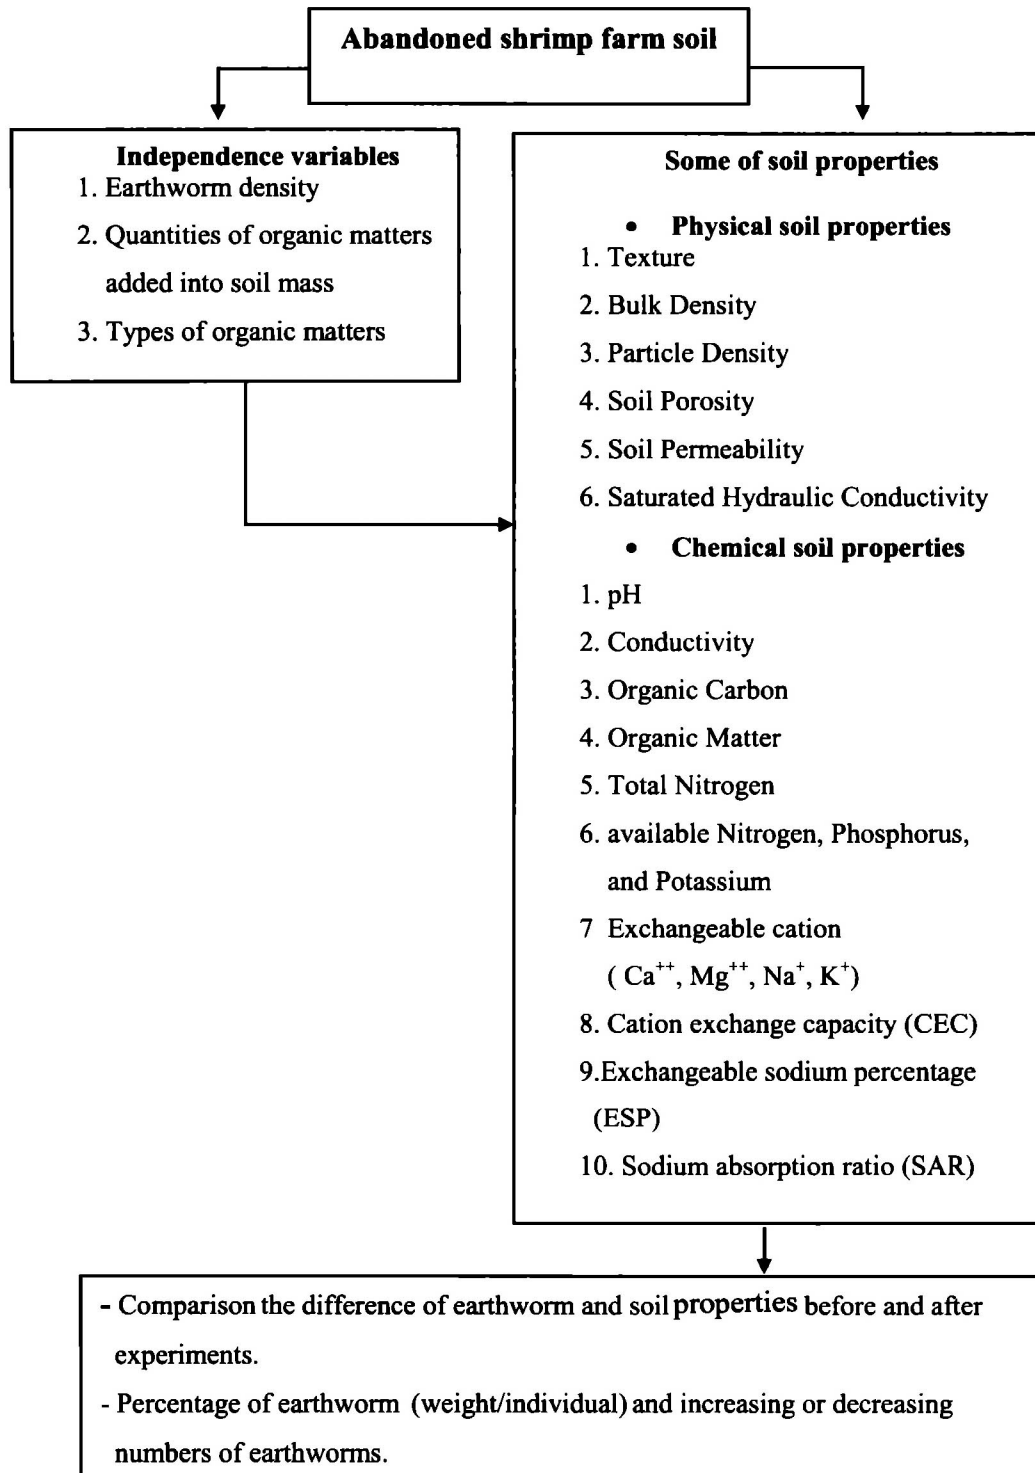 Abandoned shrimp farm soil
Independence variables
1. Earthworm density
2. Quantities of organic matters
added into soil mass
3. Types of organic matters
Some of soil properties
• Physical soil properties
1. Texture
2. Bulk Density
3. Particle Density
4. Soil Porosity
5. Soil Permeability
6. Saturated Hydraulic Conductivity
• Chemical soil properties
1. pH
2. Conductivity
3. Organic Carbon
4. Organic Matter
5. Total Nitrogen
6. available Nitrogen, Phosphorus,
and Potassium
7 Exchangeable cation
( Ca⁺⁺, Mg⁺⁺, Na⁺, K⁺)
8. Cation exchange capacity (CEC)
9.Exchangeable sodium percentage
(ESP)
10. Sodium absorption ratio (SAR)
- Comparison the difference of earthworm and soil properties before and after
experiments.
- Percentage of earthworm (weight/individual) and increasing or decreasing
numbers of earthworms.